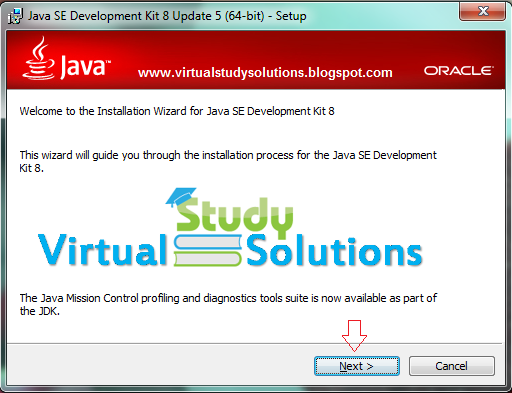 Java SE Development Kit 8 Update 5 (64-bit) - Setup
Java™
www.virtualstudysolutions.blogspot.com
ORACLE®
Welcome to the Installation Wizard for Java SE Development Kit 8
This wizard will guide you through the installation process for the Java SE Development
Kit 8.
Study
Virtual Solutions
The Java Mission Control profiling and diagnostics tools suite is now available as part of
the JDK.
Next >
Cancel